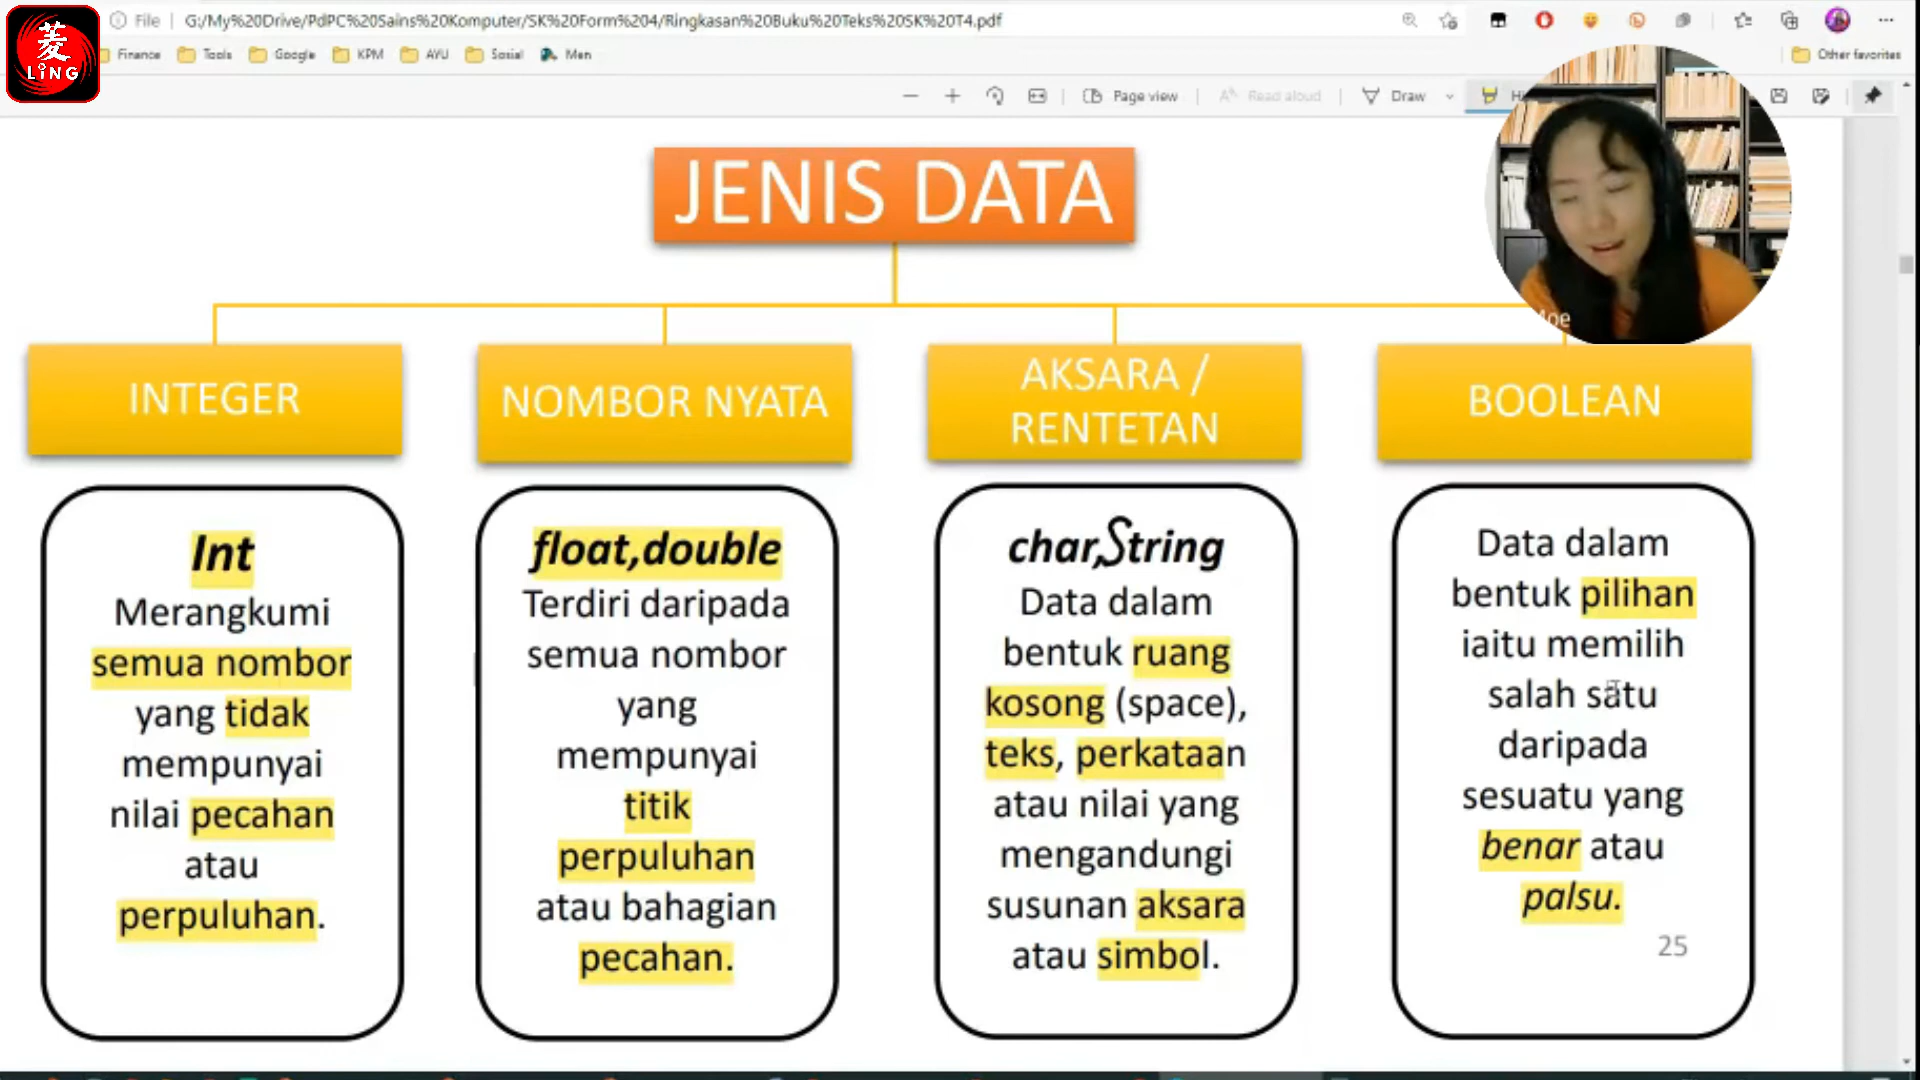 File G:/My%20Drive/PdPC%20Sains%20Komputer/SK%20Form%204/Ringkasan%20Buku%20Teks%20SK%20T4.pdf
菱
LiNG
Finance Tools Google KPM AYU Sosial Men Other favorites
Page view Read aloud Draw
JENIS DATA
INTEGER
Int
Merangkumi
semua nombor
yang tidak
mempunyai
nilai pecahan
atau
perpuluhan.
NOMBOR NYATA
float,double
Terdiri daripada
semua nombor
yang
mempunyai
titik
perpuluhan
atau bahagian
pecahan.
AKSARA /
RENTETAN
char,String
Data dalam
bentuk ruang
kosong (space),
teks, perkataan
atau nilai yang
mengandungi
susunan aksara
atau simbol.
BOOLEAN
Data dalam
bentuk pilihan
iaitu memilih
salah satu
daripada
sesuatu yang
benar atau
palsu.
25